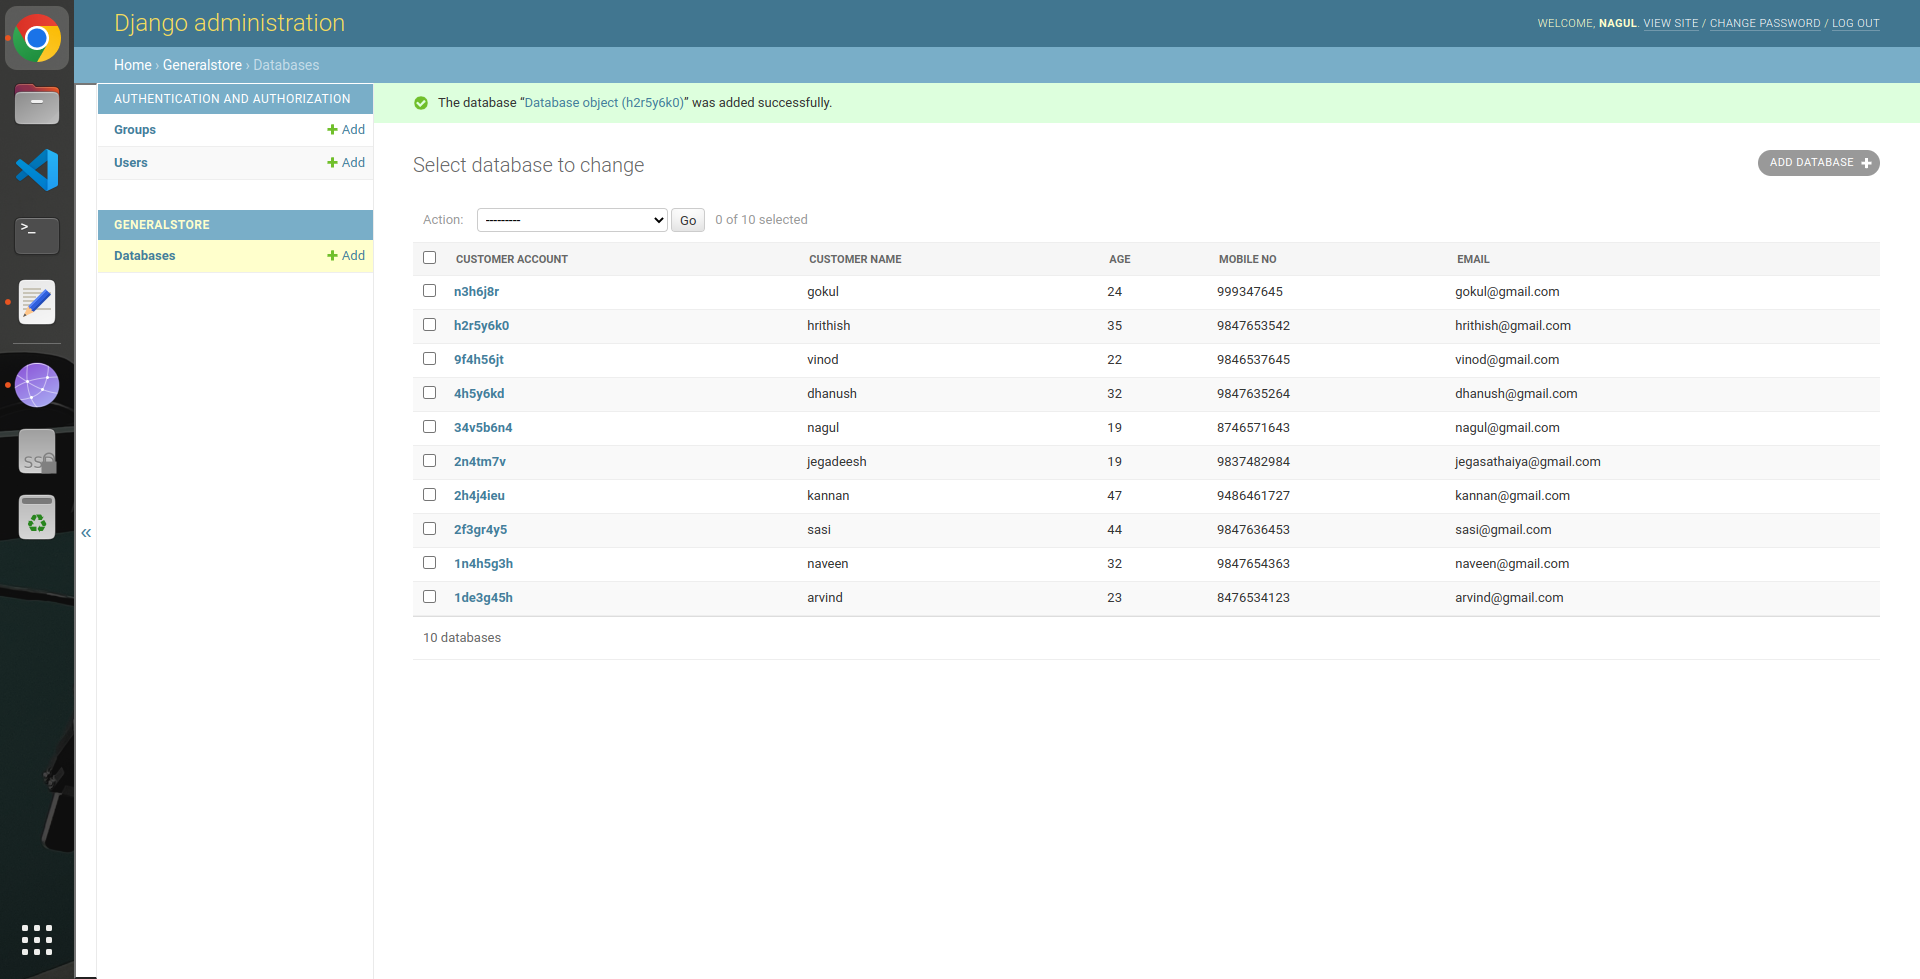 Django administration
WELCOME, NAGUL. VIEW SITE / CHANGE PASSWORD / LOG OUT
Home › Generalstore › Databases
AUTHENTICATION AND AUTHORIZATION
Groups Add
Users Add
GENERALSTORE
Databases Add
«
The database “Database object (h2r5y6k0)” was added successfully.
Select database to change
ADD DATABASE
Action: --------- Go 0 of 10 selected
CUSTOMER ACCOUNT CUSTOMER NAME AGE MOBILE NO EMAIL
n3h6j8r gokul 24 999347645 gokul@gmail.com
h2r5y6k0 hrithish 35 9847653542 hrithish@gmail.com
9f4h56jt vinod 22 9846537645 vinod@gmail.com
4h5y6kd dhanush 32 9847635264 dhanush@gmail.com
34v5b6n4 nagul 19 8746571643 nagul@gmail.com
2n4tm7v jegadeesh 19 9837482984 jegasathaiya@gmail.com
2h4j4ieu kannan 47 9486461727 kannan@gmail.com
2f3gr4y5 sasi 44 9847636453 sasi@gmail.com
1n4h5g3h naveen 32 9847654363 naveen@gmail.com
1de3g45h arvind 23 8476534123 arvind@gmail.com
10 databases